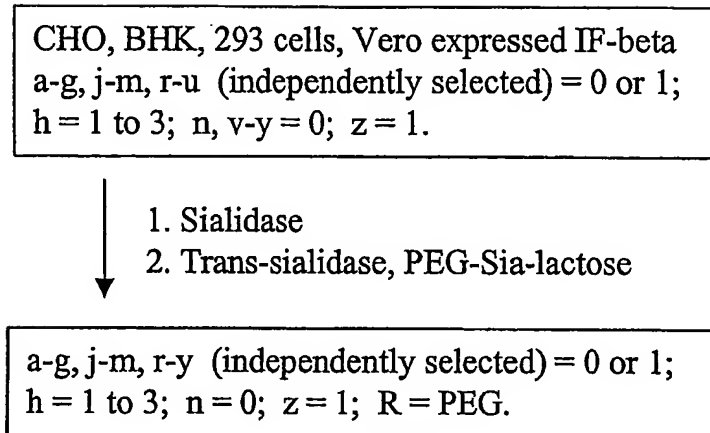 CHO, BHK, 293 cells, Vero expressed IF-beta
a-g, j-m, r-u (independently selected) = 0 or 1;
h = 1 to 3; n, v-y = 0; z = 1.
1. Sialidase
2. Trans-sialidase, PEG-Sia-lactose
a-g, j-m, r-y (independently selected) = 0 or 1;
h = 1 to 3; n = 0; z = 1; R = PEG.